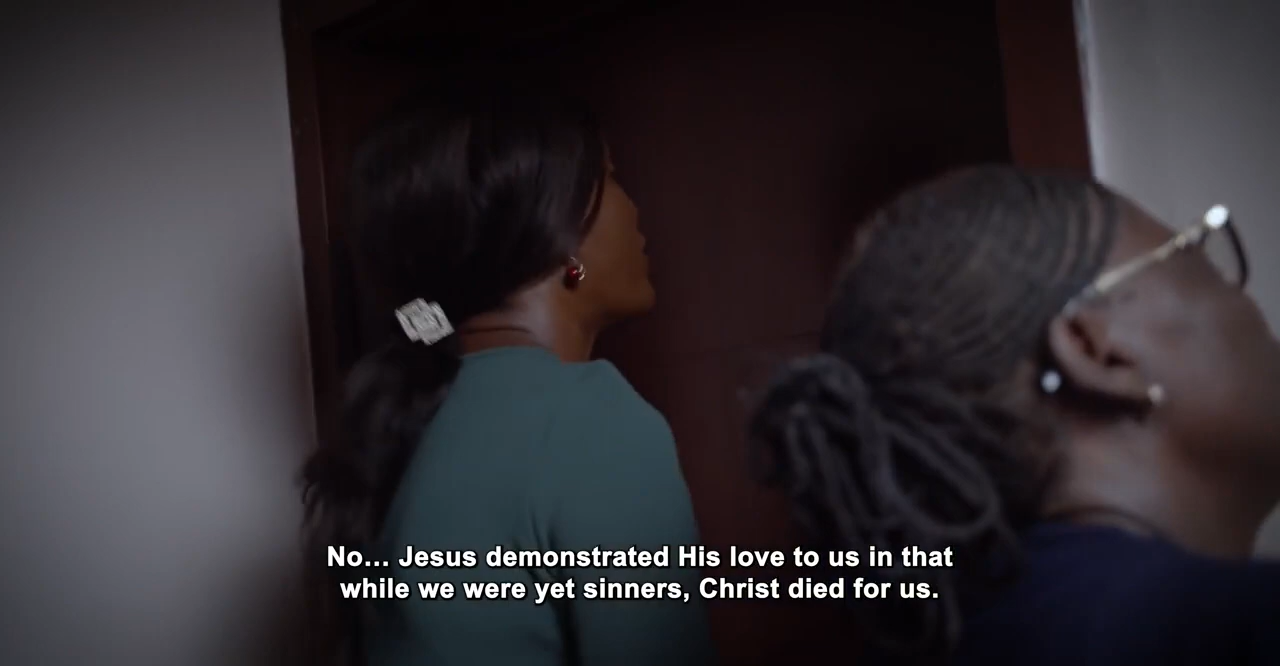 No... Jesus demonstrated His love to us in that
while we were yet sinners, Christ died for us.